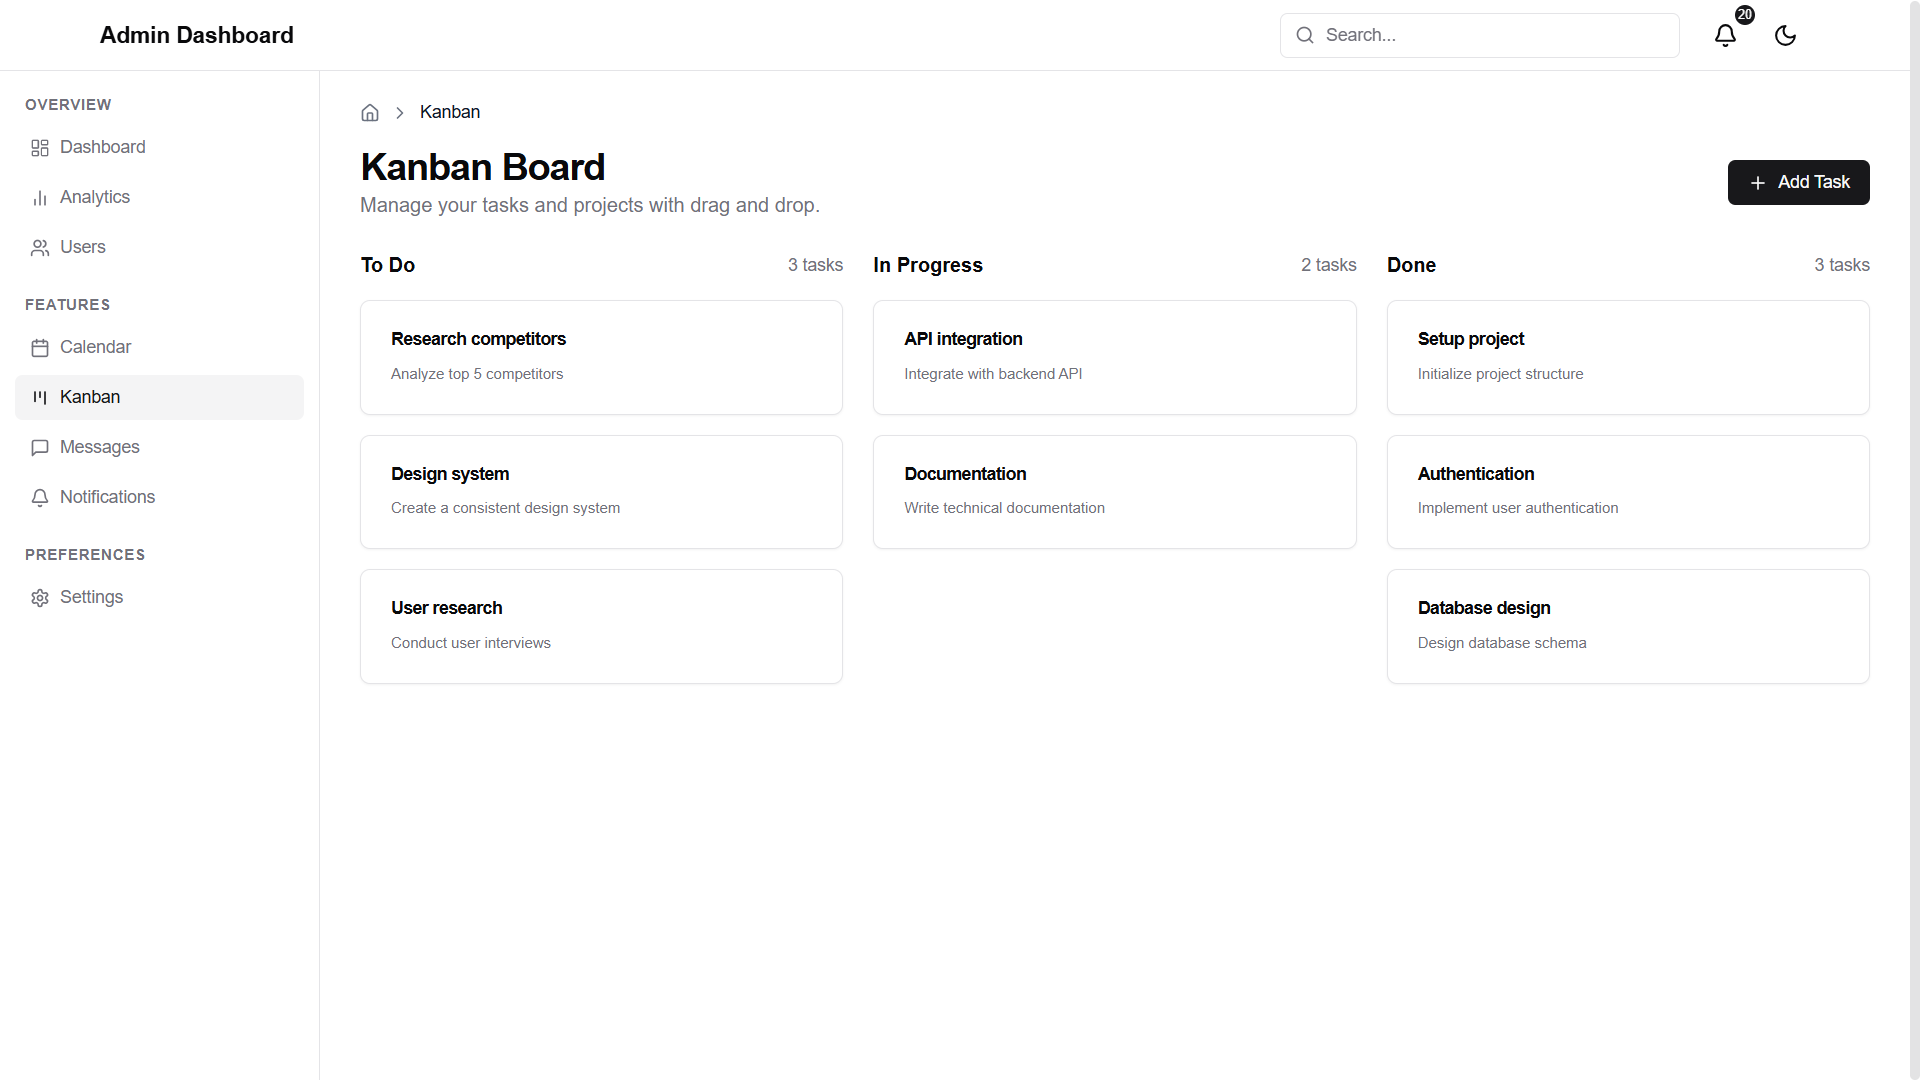 Admin Dashboard
Search...
20
OVERVIEW
Dashboard
Analytics
Users
FEATURES
Calendar
Kanban
Messages
Notifications
PREFERENCES
Settings
Kanban
Kanban Board
Manage your tasks and projects with drag and drop.
Add Task
To Do
3 tasks
Research competitors
Analyze top 5 competitors
Design system
Create a consistent design system
User research
Conduct user interviews
In Progress
2 tasks
API integration
Integrate with backend API
Documentation
Write technical documentation
Done
3 tasks
Setup project
Initialize project structure
Authentication
Implement user authentication
Database design
Design database schema